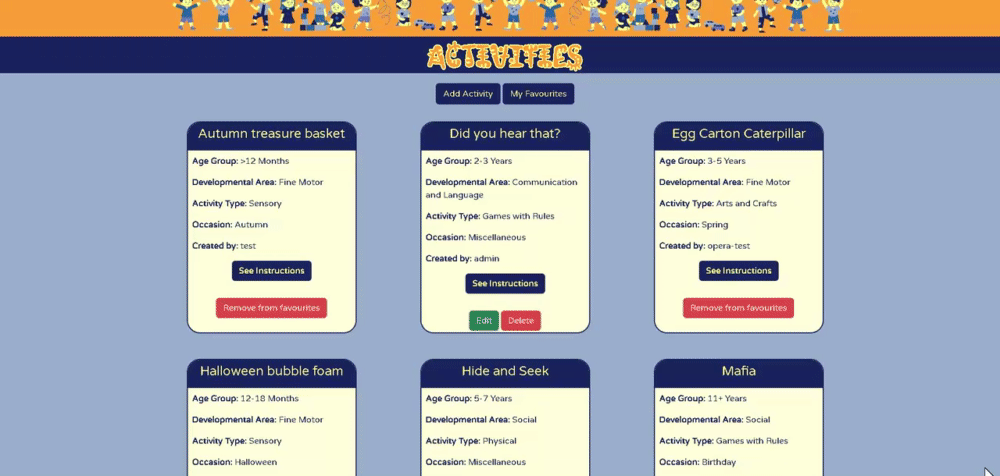 ACTIVITIES
Add Activity My Favourites
Autumn treasure basket
Age Group: >12 Months
Developmental Area: Fine Motor
Activity Type: Sensory
Occasion: Autumn
Created by: test
See Instructions
Remove from favourites
Did you hear that?
Age Group: 2-3 Years
Developmental Area: Communication
and Language
Activity Type: Games with Rules
Occasion: Miscellaneous
Created by: admin
See Instructions
Edit Delete
Egg Carton Caterpillar
Age Group: 3-5 Years
Developmental Area: Fine Motor
Activity Type: Arts and Crafts
Occasion: Spring
Created by: opera-test
See Instructions
Remove from favourites
Halloween bubble foam
Age Group: 12-18 Months
Developmental Area: Fine Motor
Activity Type: Sensory
Occasion: Halloween
Hide and Seek
Age Group: 5-7 Years
Developmental Area: Social
Activity Type: Physical
Occasion: Miscellaneous
Mafia
Age Group: 11+ Years
Developmental Area: Social
Activity Type: Games with Rules
Occasion: Birthday